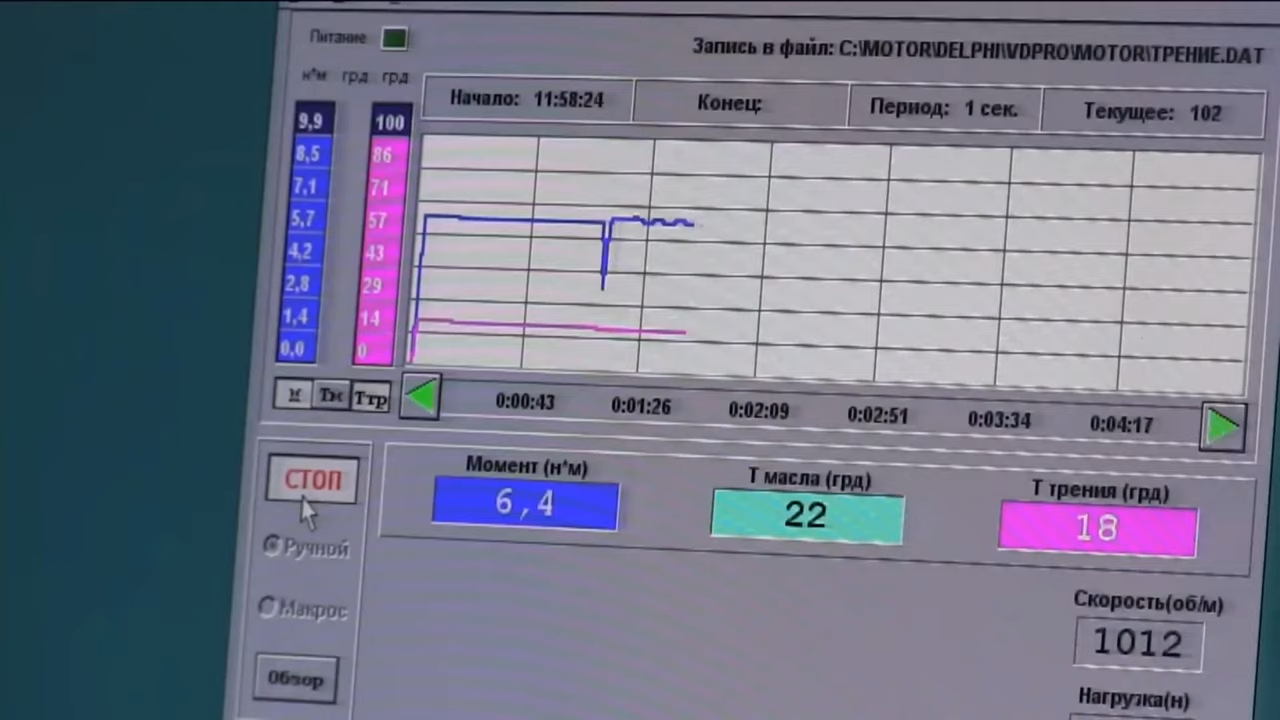 Питание
Запись в файл: C:\MOTOR\DELPHI\VDPRO\MOTOR\ТРЕНИЕ.DAT
н*м грд грд
Начало: 11:58:24 Конец: Период: 1 сек. Текущее: 102
9,9 100
8,5 86
7,1 71
5,7 57
4,2 43
2,8 29
1,4 14
0,0 0
М Тм Ттр
0:00:43 0:01:26 0:02:09 0:02:51 0:03:34 0:04:17
СТОП
Момент (н*м) Т масла (грд) Т трения (грд)
6,4 22 18
Ручной
Макрос
Скорость(об/м)
1012
Обзор
Нагрузка(н)